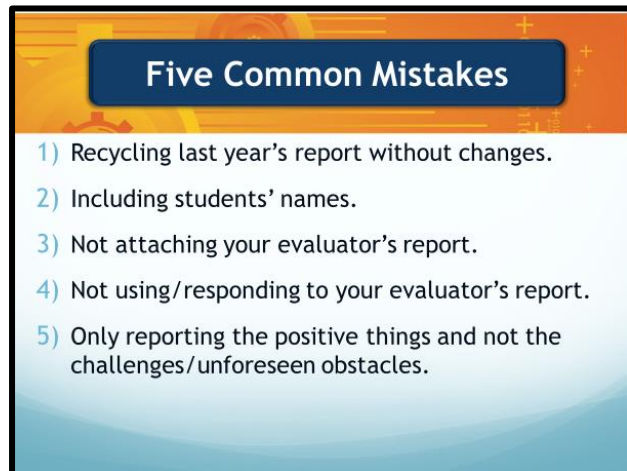 Five Common Mistakes
1) Recycling last year's report without changes.
2) Including students' names.
3) Not attaching your evaluator's report.
4) Not using/responding to your evaluator's report.
5) Only reporting the positive things and not the
challenges/unforeseen obstacles.